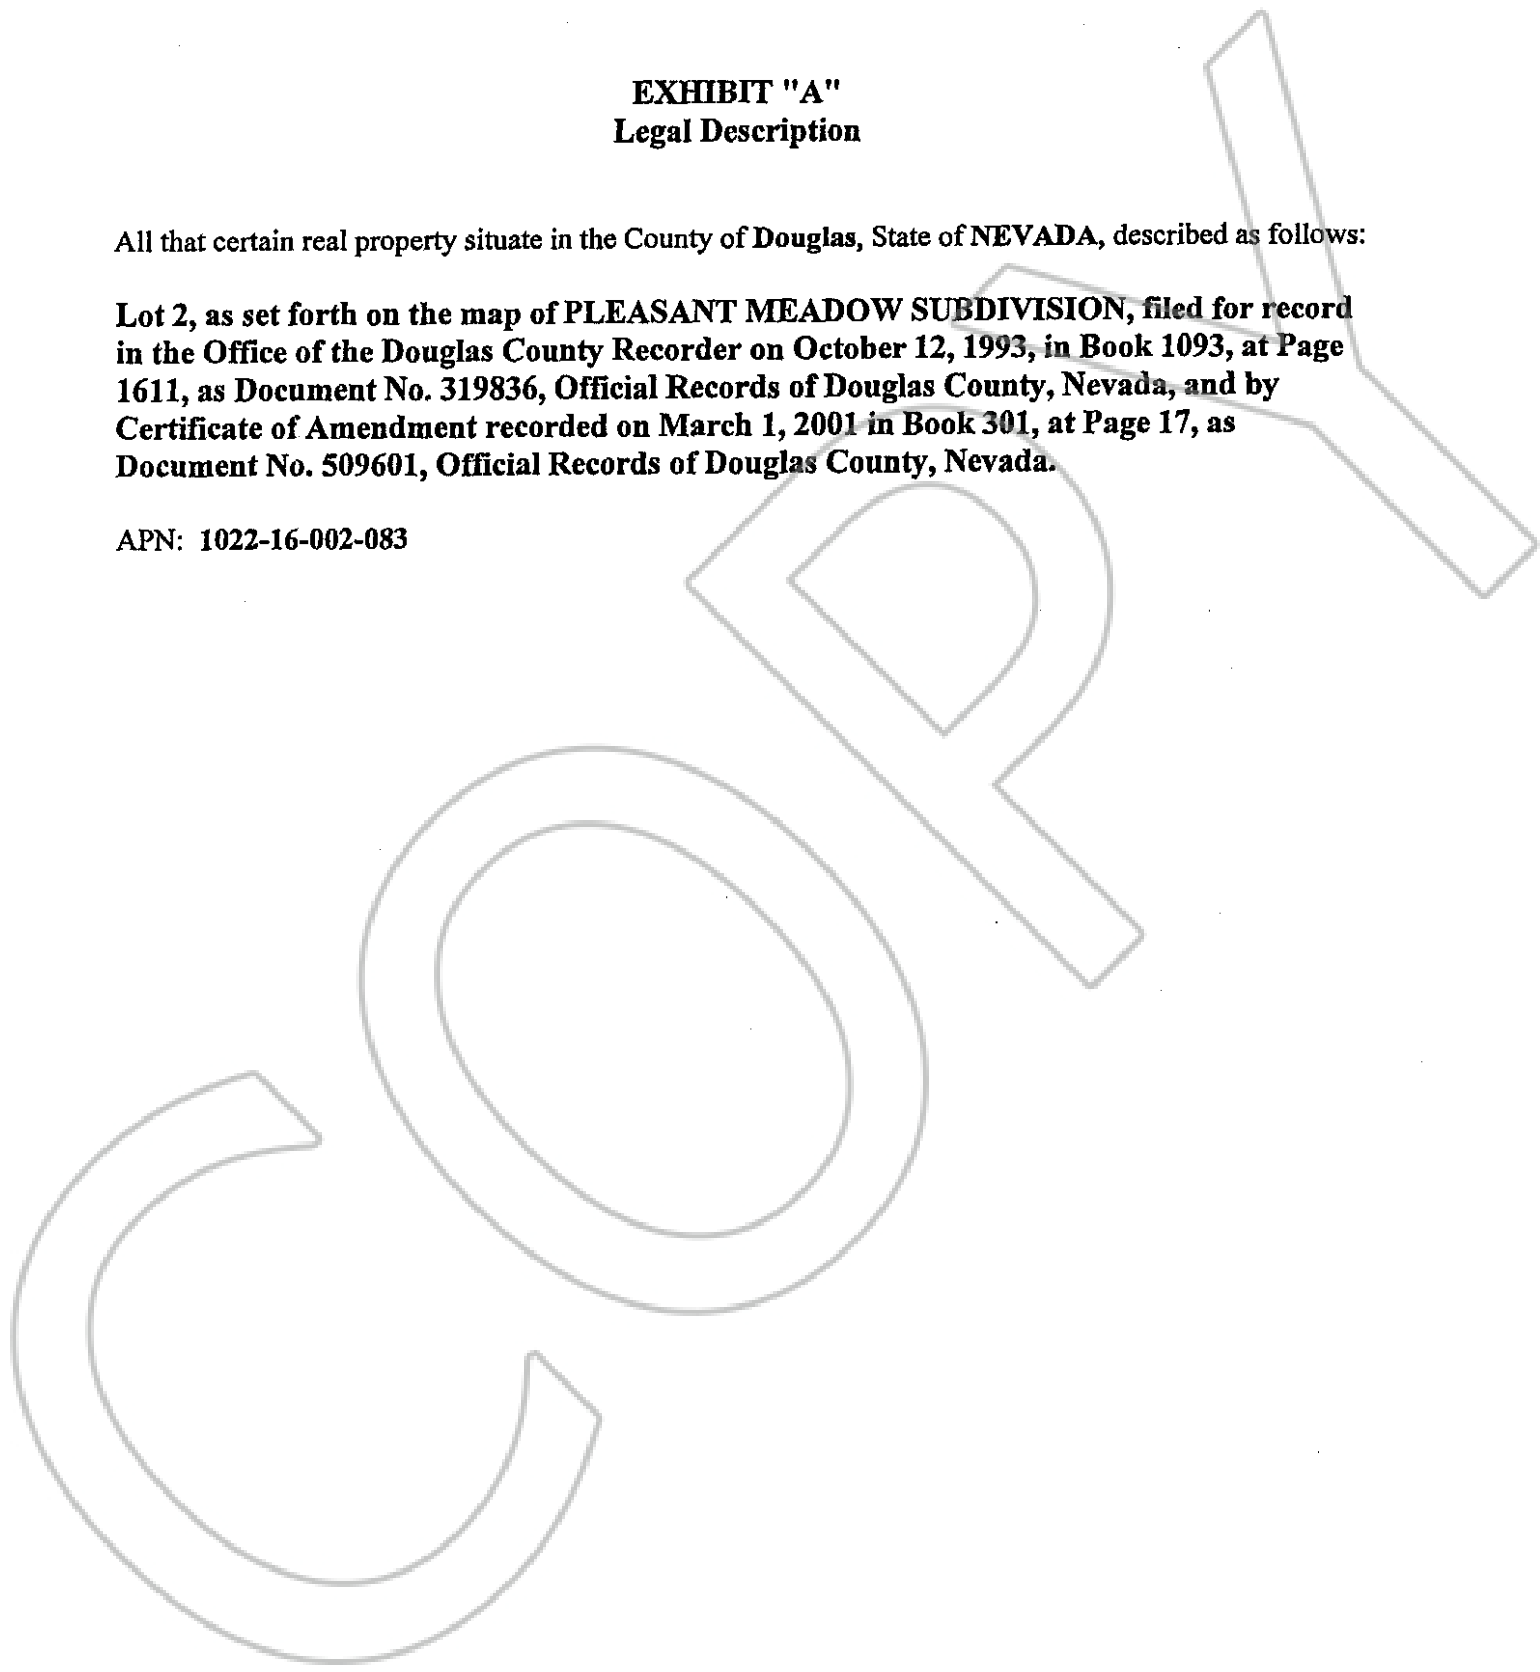 EXHIBIT "A"
Legal Description
All that certain real property situate in the County of Douglas, State of NEVADA, described as follows:
Lot 2, as set forth on the map of PLEASANT MEADOW SUBDIVISION, filed for record
in the Office of the Douglas County Recorder on October 12, 1993, in Book 1093, at Page
1611, as Document No. 319836, Official Records of Douglas County, Nevada, and by
Certificate of Amendment recorded on March 1, 2001 in Book 301, at Page 17, as
Document No. 509601, Official Records of Douglas County, Nevada.
APN: 1022-16-002-083
COPY